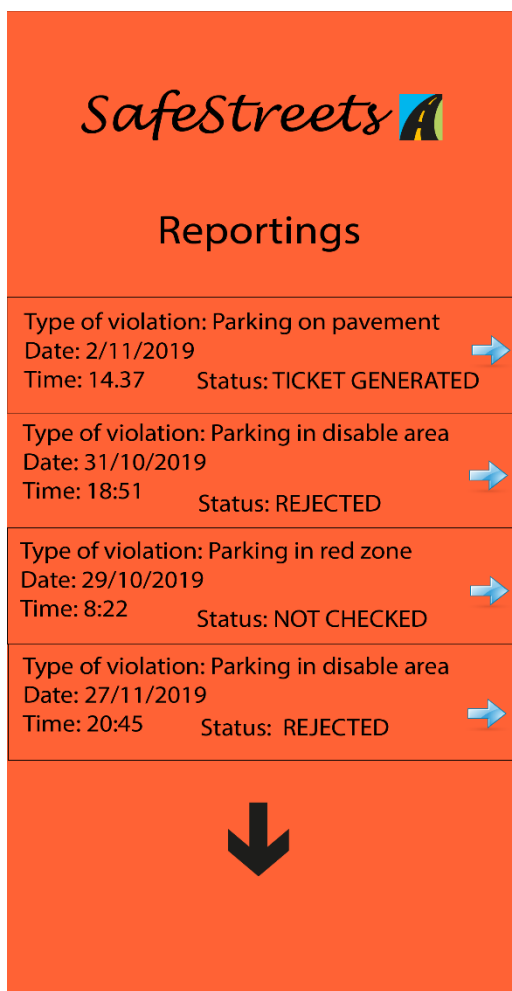 SafeStreets
Reportings
Type of violation: Parking on pavement
Date: 2/11/2019
Time: 14.37 Status: TICKET GENERATED
Type of violation: Parking in disable area
Date: 31/10/2019
Time: 18:51 Status: REJECTED
Type of violation: Parking in red zone
Date: 29/10/2019
Time: 8:22 Status: NOT CHECKED
Type of violation: Parking in disable area
Date: 27/11/2019
Time: 20:45 Status: REJECTED